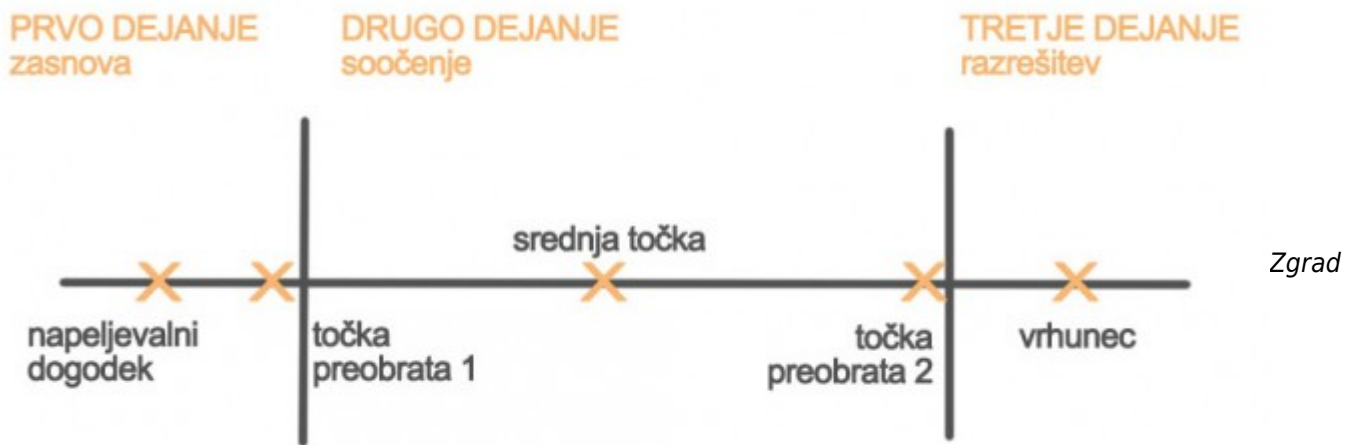 PRVO DEJANJE
zasnova
DRUGO DEJANJE
soočenje
TRETJE DEJANJE
razrešitev
srednja točka
Zgrad
napeljevalni
dogodek
točka
preobrata 1
točka
preobrata 2
vrhunec